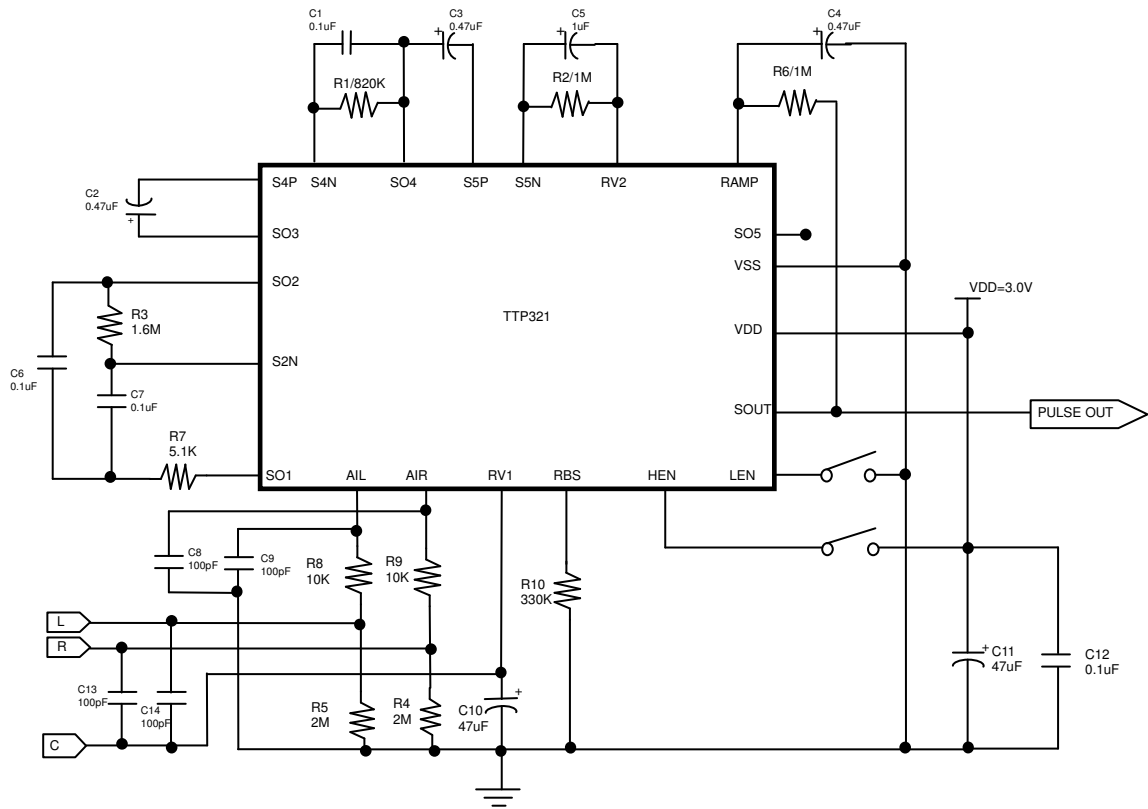 C1
0.1uF
C3
0.47uF
+
C5
1uF
+
C4
0.47uF
+
R1/820K
R2/1M
R6/1M
S4P
S4N
SO4
S5P
S5N
RV2
RAMP
C2
0.47uF
+
SO3
SO5
VSS
SO2
VDD=3.0V
R3
1.6M
TTP321
VDD
S2N
C6
0.1uF
C7
0.1uF
SOUT
PULSE OUT
R7
5.1K
SO1
AIL
AIR
RV1
RBS
HEN
LEN
C8
100pF
C9
100pF
R8
10K
R9
10K
R10
330K
L
R
C11
47uF
+
C12
0.1uF
C13
100pF
C14
100pF
R5
2M
R4
2M
C10
47uF
+
C